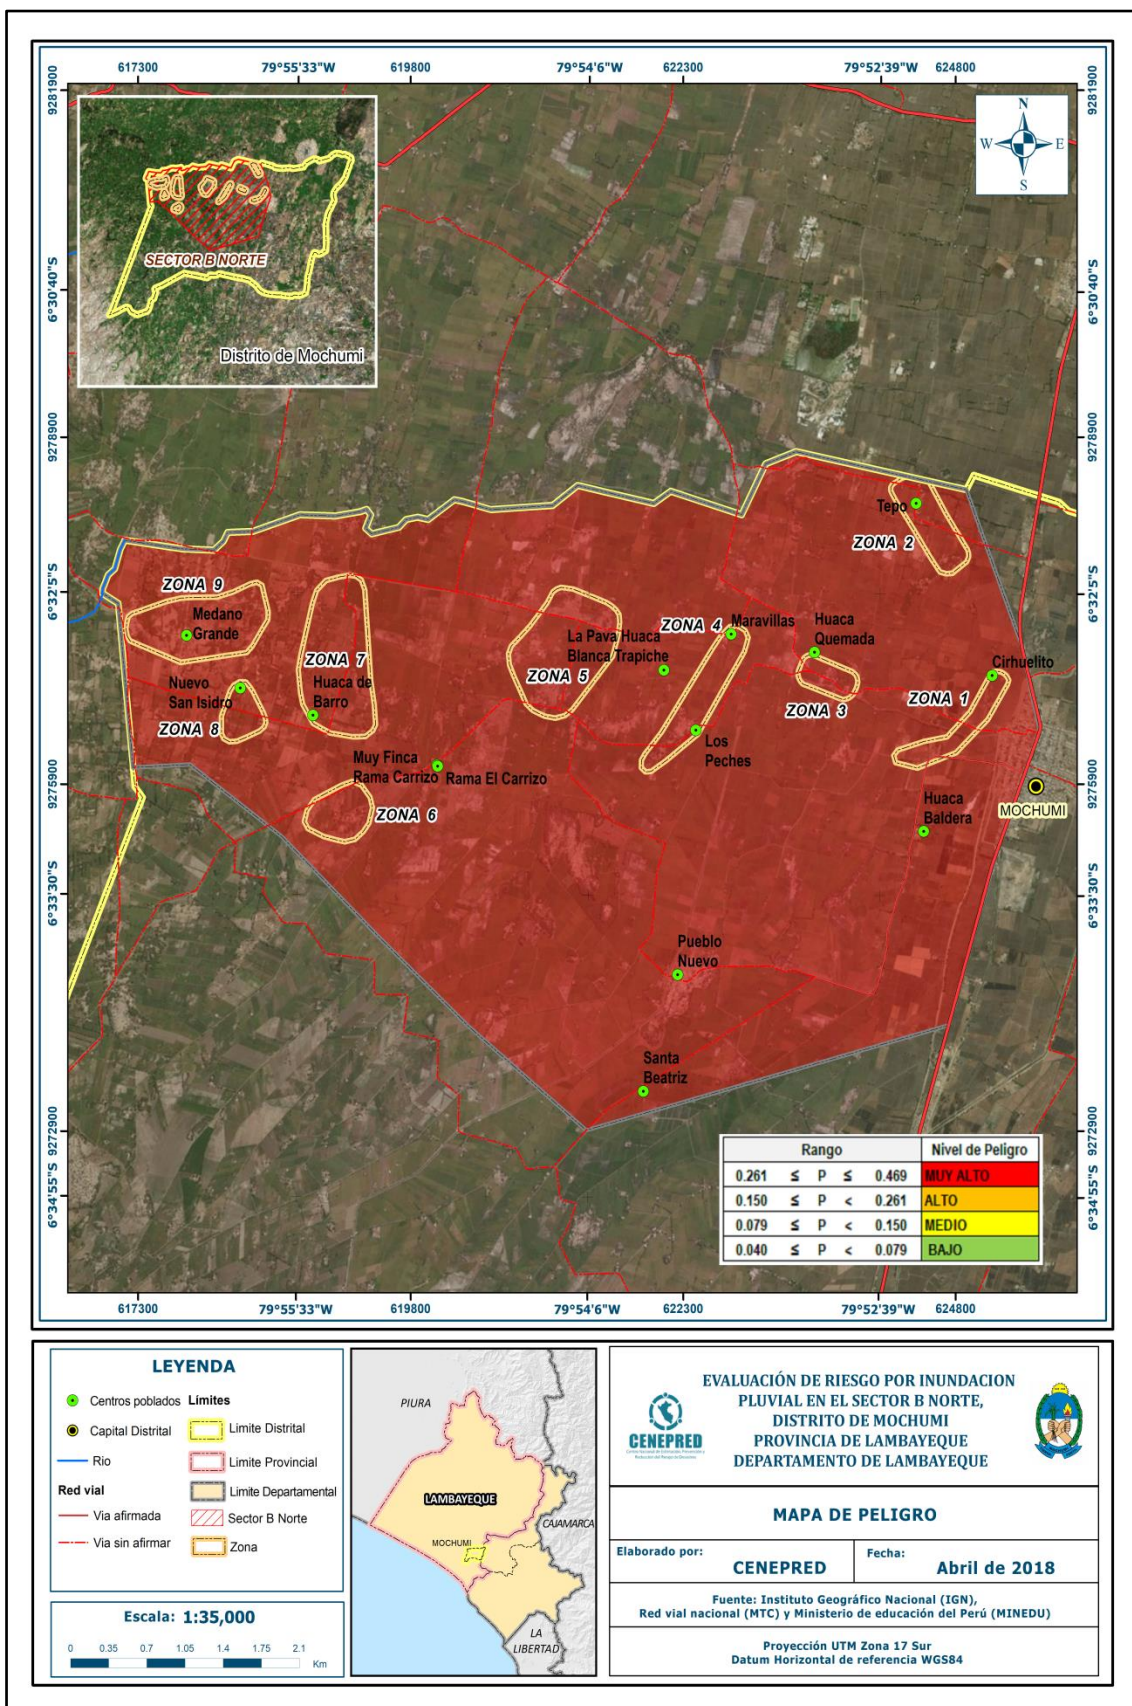 617300
79°55'33"W
619800
79°54'6"W
622300
79°52'39"W
624800
9281900
9281900
N
W
E
S
SECTOR B NORTE
Distrito de Mochumi
6°30'40"S
6°30'40"S
9278900
9278900
Tepo
ZONA 2
6°32'5"S
6°32'5"S
ZONA 9
Medano
Grande
ZONA 4
Maravillas
Huaca
Quemada
La Pava Huaca
Blanca Trapiche
ZONA 7
Huaca de
Barro
ZONA 5
Cirhuelito
ZONA 1
Nuevo
San Isidro
ZONA 8
ZONA 3
Los
Peches
Muy Finca
Rama Carrizo
Rama El Carrizo
9275900
9275900
ZONA 6
Huaca
Baldera
MOCHUMI
6°33'30"S
6°33'30"S
Pueblo
Nuevo
Santa
Beatriz
9272900
9272900
6°34'55"S
6°34'55"S
Rango Nivel de Peligro
0.261 ≤ P ≤ 0.469 MUY ALTO
0.150 ≤ P < 0.261 ALTO
0.079 ≤ P < 0.150 MEDIO
0.040 ≤ P < 0.079 BAJO
617300
79°55'33"W
619800
79°54'6"W
622300
79°52'39"W
624800
LEYENDA
Centros poblados
Capital Distrital
Rio
Red vial
Via afirmada
Via sin afirmar
Límites
Limite Distrital
Limite Provincial
Limite Departamental
Sector B Norte
Zona
Escala: 1:35,000
0 0.35 0.7 1.05 1.4 1.75 2.1
Km
PIURA
LAMBAYEQUE
CAJAMARCA
MOCHUMI
LA
LIBERTAD
CENEPRED
EVALUACIÓN DE RIESGO POR INUNDACION
PLUVIAL EN EL SECTOR B NORTE,
DISTRITO DE MOCHUMI
PROVINCIA DE LAMBAYEQUE
DEPARTAMENTO DE LAMBAYEQUE
MAPA DE PELIGRO
Elaborado por:
CENEPRED
Fecha:
Abril de 2018
Fuente: Instituto Geográfico Nacional (IGN),
Red vial nacional (MTC) y Ministerio de educación del Perú (MINEDU)
Proyección UTM Zona 17 Sur
Datum Horizontal de referencia WGS84